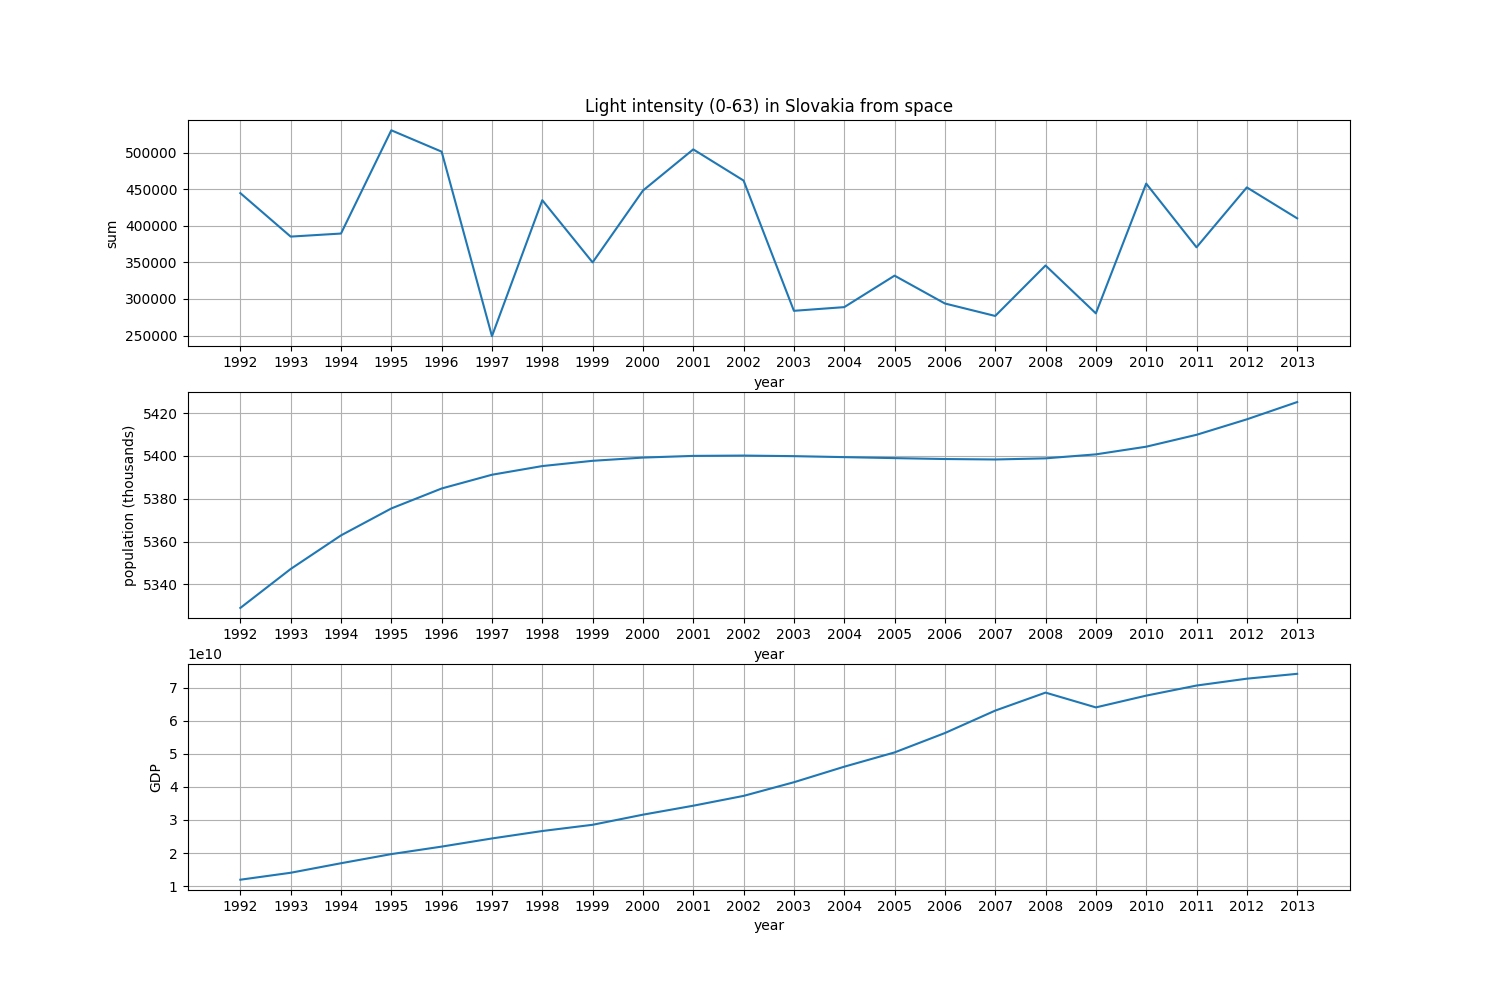 Light intensity (0-63) in Slovakia from space
500000
450000
400000
350000
300000
250000
sum
1992 1993 1994 1995 1996 1997 1998 1999 2000 2001 2002 2003 2004 2005 2006 2007 2008 2009 2010 2011 2012 2013
year
5420
5400
5380
5360
5340
population (thousands)
1992 1993 1994 1995 1996 1997 1998 1999 2000 2001 2002 2003 2004 2005 2006 2007 2008 2009 2010 2011 2012 2013
year
1e10
7
6
5
4
3
2
1
GDP
1992 1993 1994 1995 1996 1997 1998 1999 2000 2001 2002 2003 2004 2005 2006 2007 2008 2009 2010 2011 2012 2013
year